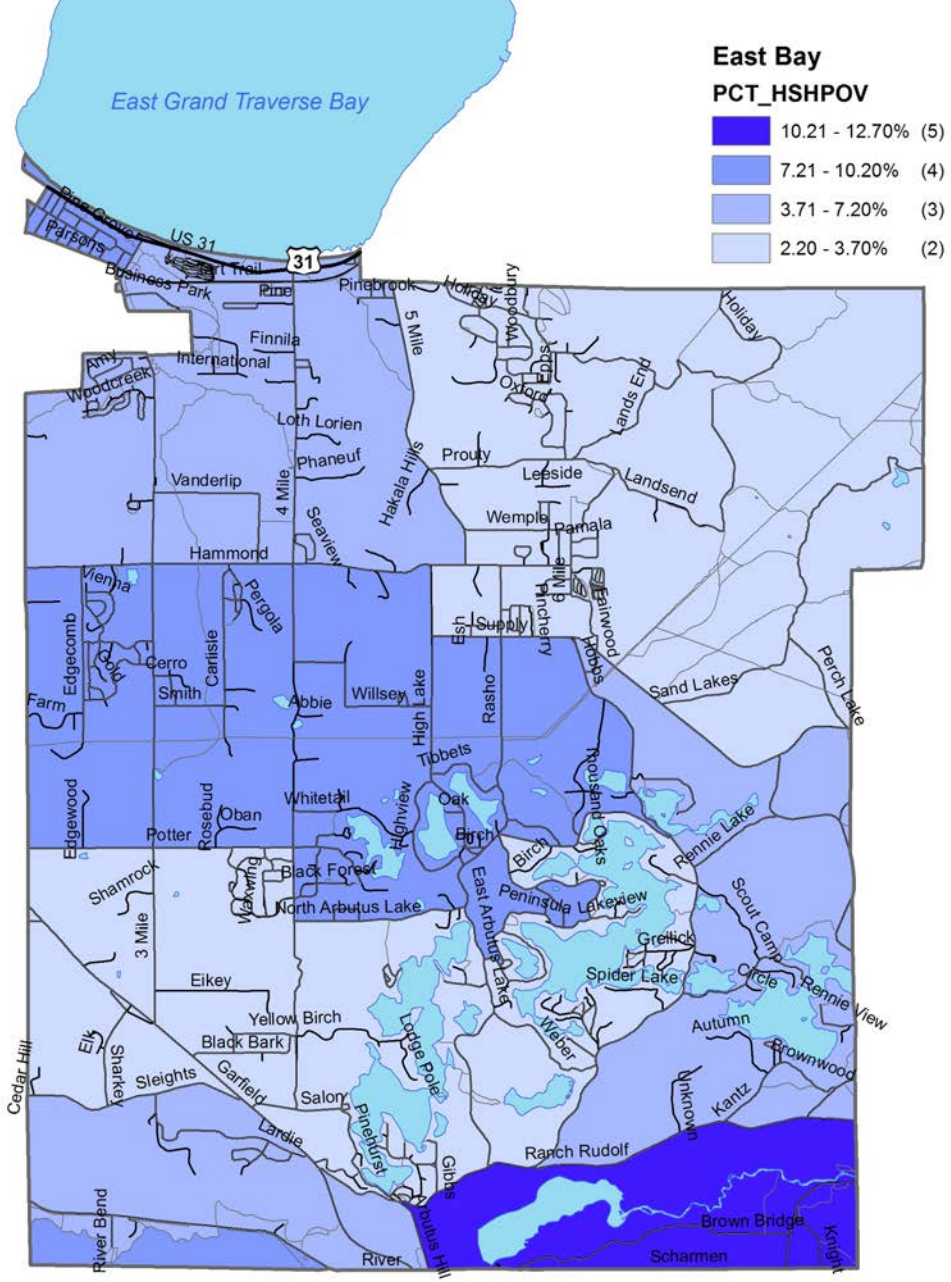 East Bay
PCT_HSHPOV
10.21 - 12.70% (5)
7.21 - 10.20% (4)
3.71 - 7.20% (3)
2.20 - 3.70% (2)
East Grand Traverse Bay
Pine Grove
Parsons
US 31
31
Tart Trail
Business Park
Pine
Pinebrook
Holiday
Woodbury
Holiday
5 Mile
Finnila
International
Amy
Woodcreek
Epps
Oxford
Lands End
Loth Lorien
Phaneuf
Hakala Hills
Prouty
Leeside
Landsend
Vanderlip
4 Mile
Seaview
Wemple
Pamala
Hammond
6 Mile
Vienna
Pergola
Esh
Supply
Pincherry
Fairwood
Hobbs
Edgecomb
Gold
Cerro
Carlisle
Smith
Farm
Abbie
Willsey
High Lake
Rasho
Sand Lakes
Perch Lake
Tibbets
Thousand Oaks
Edgewood
Rosebud
Oban
Potter
Whitetail
Highview
Oak
Birch
Birch
Rennie Lake
Shamrock
Waxwing
Black Forest
North Arbutus Lake
East Arbutus Lake
Peninsula
Lakeview
Scout Camp
3 Mile
Grellick
Eikey
Spider Lake
Circle
Rennie View
Yellow Birch
Black Bark
Lodge Pole
Weber
Autumn
Brownwood
Elk
Cedar Hill
Sharkey
Sleights
Garfield
Salon
Unknown
Kantz
Lardie
Pinehurst
Gibbs
Ranch Rudolf
River Bend
River
Arbutus Hill
Brown Bridge
Scharmen
Knight